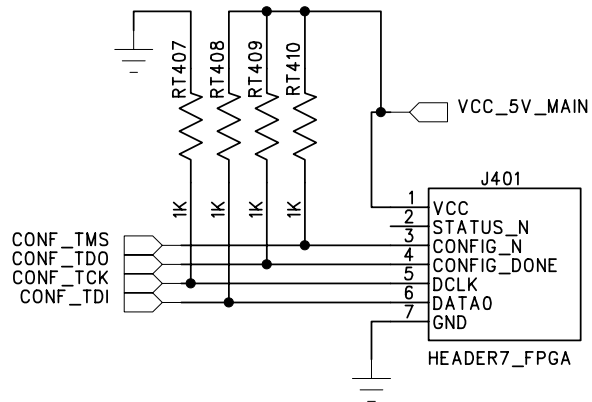 RT407
RT408
RT409
RT410
VCC_5V_MAIN
1K
1K
1K
1K
J401
1 VCC
2 STATUS_N
3 CONFIG_N
4 CONFIG_DONE
5 DCLK
6 DATA0
7 GND
CONF_TMS
CONF_TDO
CONF_TCK
CONF_TDI
HEADER7_FPGA